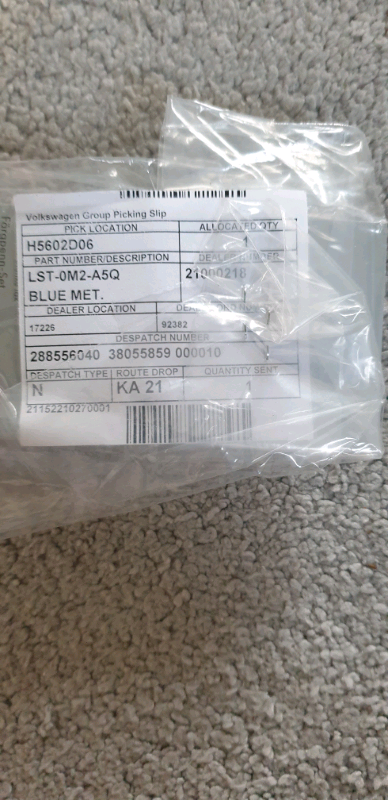 Volkswagen Group Picking Slip
PICK LOCATION ALLOCATED QTY
H5602D06 1
PART NUMBER/DESCRIPTION DEALER NUMBER
LST-0M2-A5Q 21000218
BLUE MET.
DEALER LOCATION
17226 92382
DESPATCH NUMBER
288556040 38055859 000010
DESPATCH TYPE ROUTE DROP QUANTITY SENT
N KA 21 1
21152210270001